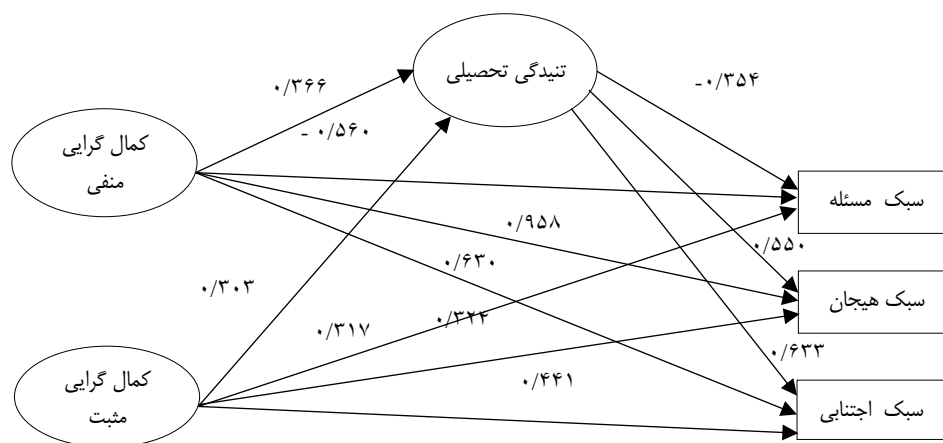 تنیدگی تحصیلی
۰/۳۶۶
-۰/۳۵۴
- ۰/۵۶۰
کمال گرایی
منفی
سبک مسئله
۰/۹۵۸
۰/۵۵۰
۰/۶۳۰
۰/۳۰۳
سبک هیجان
۰/۳۱۷
۰/۳۲۴
۰/۶۳۳
کمال گرایی
مثبت
۰/۴۴۱
سبک اجتنابی